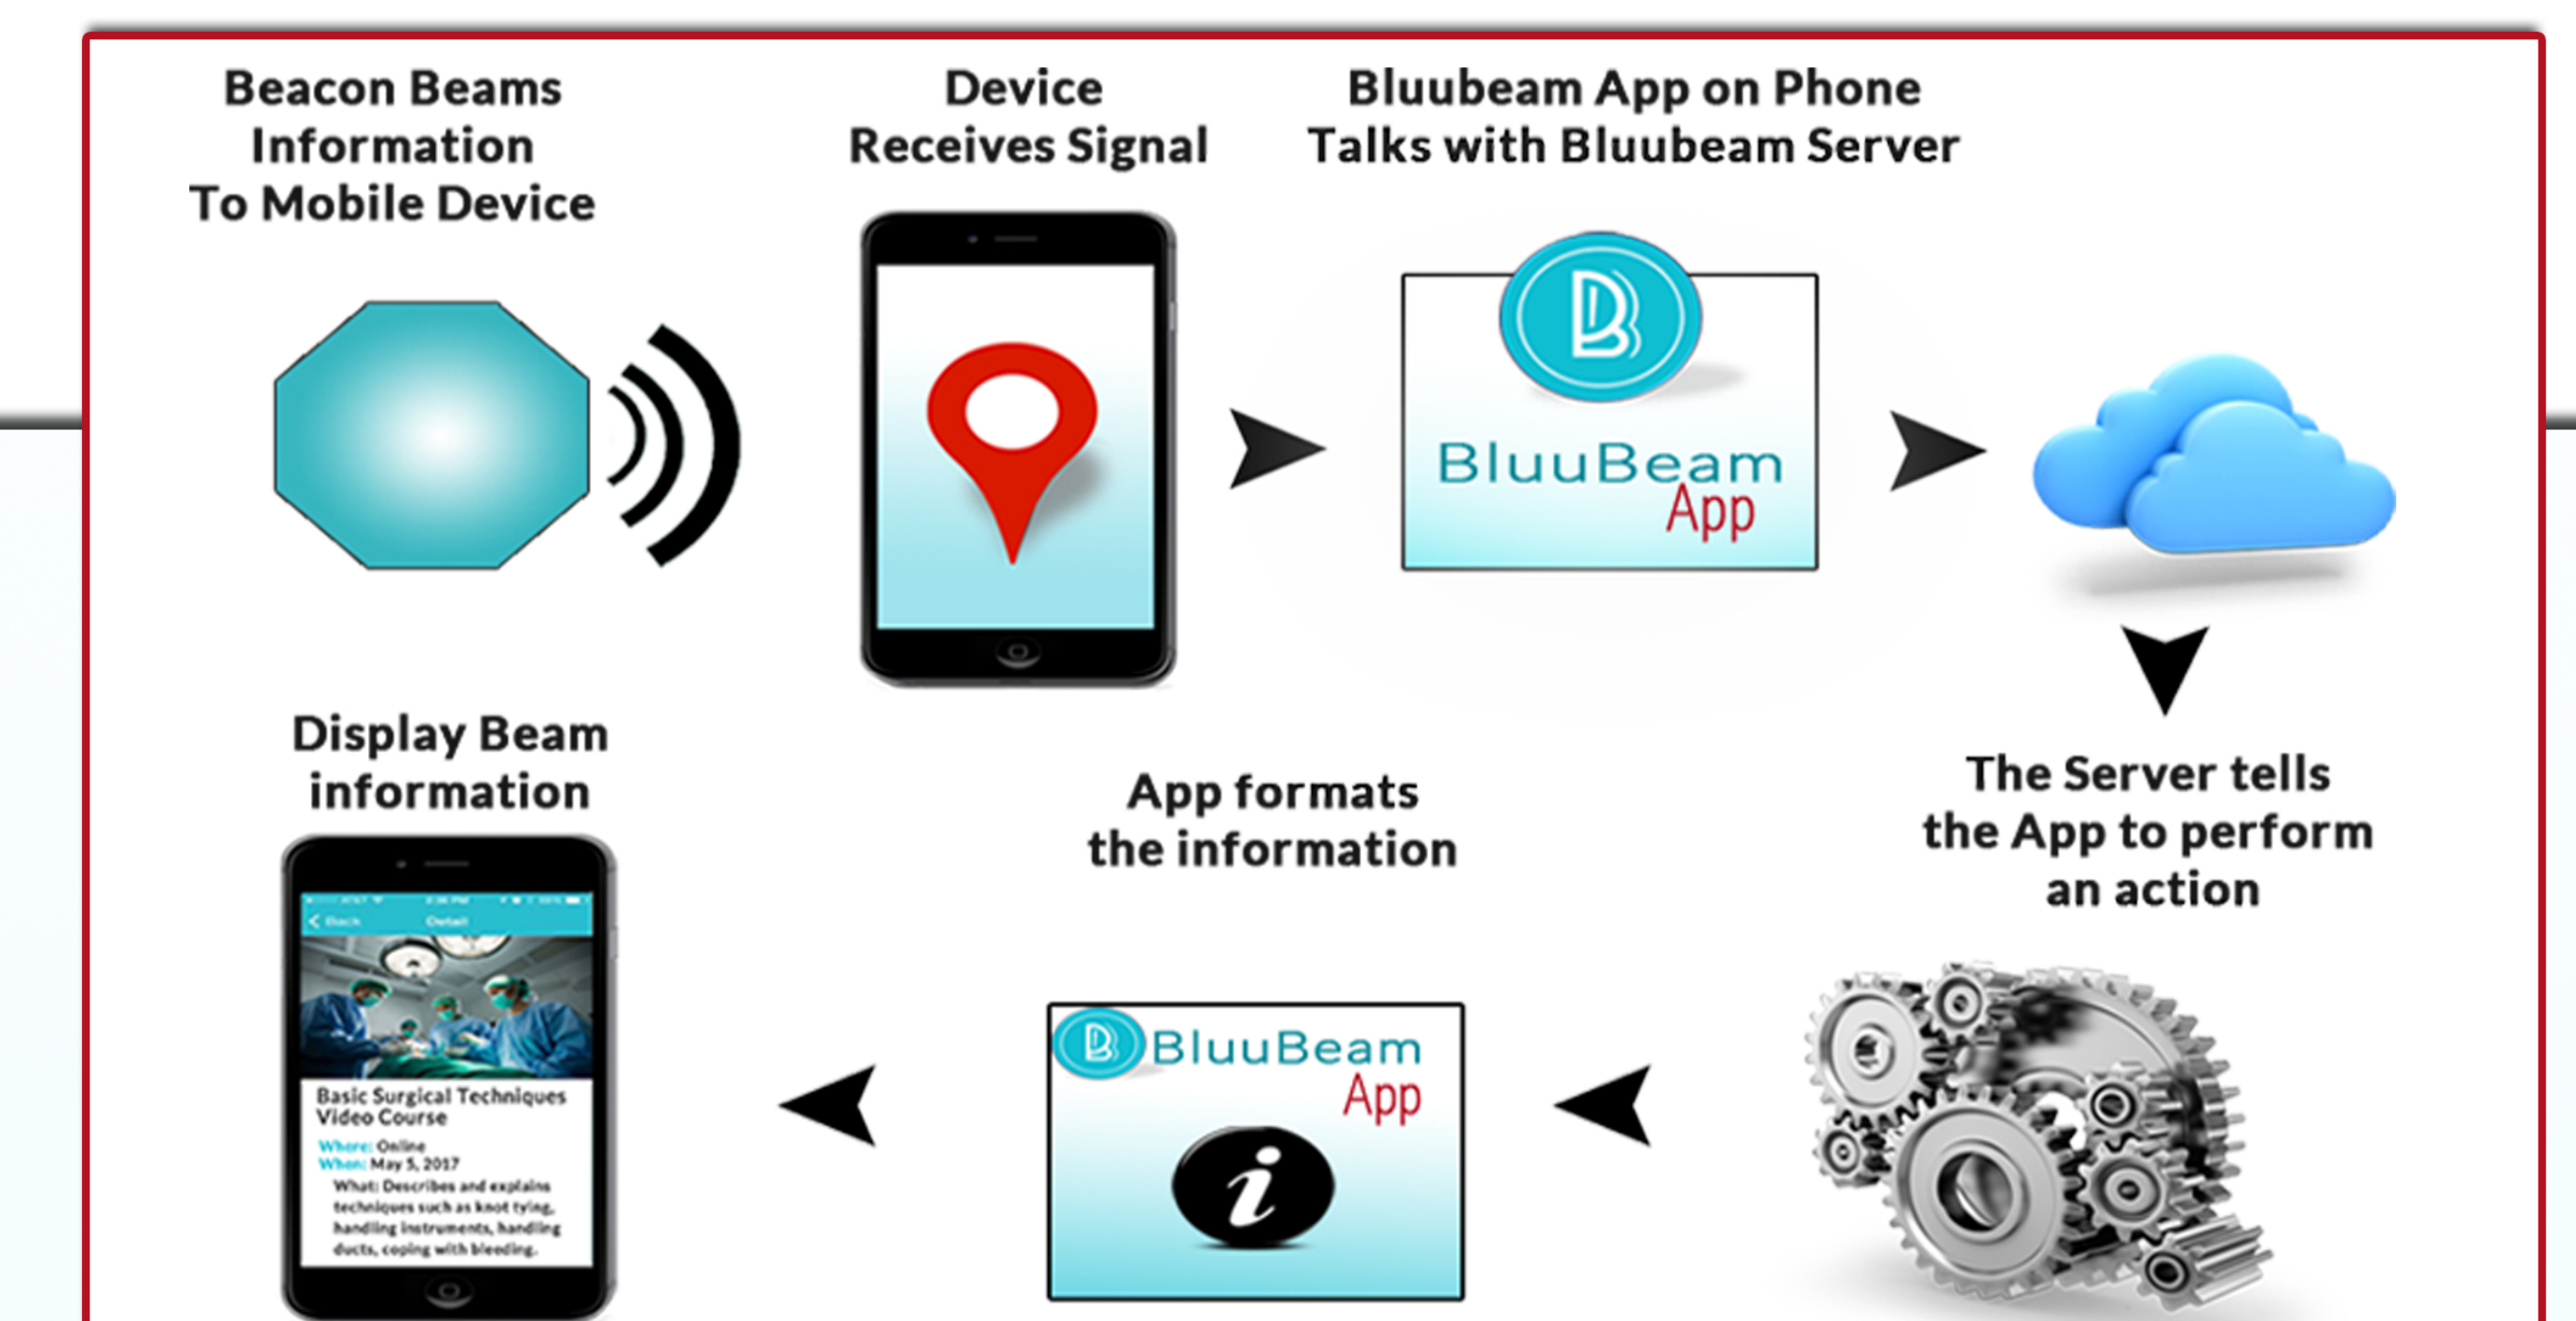 Beacon Beams
Information
To Mobile Device
Device
Receives Signal
Bluubeam App on Phone
Talks with Bluubeam Server
B
BluuBeam
App
Display Beam
information
App formats
the information
The Server tells
the App to perform
an action
Back
Detail
Basic Surgical Techniques
Video Course
Where: Online
When: May 5, 2017
What: Describes and explains
techniques such as knot tying,
handling instruments, handling
ducts, coping with bleeding.
B BluuBeam
App
i